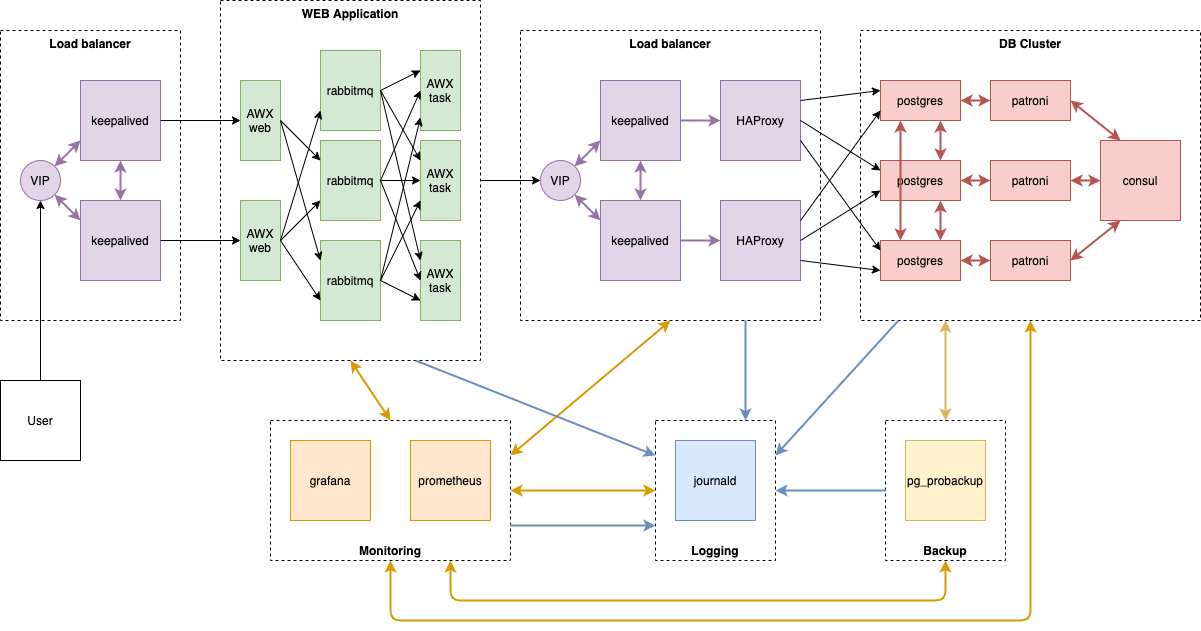 WEB Application
Load balancer
VIP
keepalived
keepalived
AWX
web
AWX
web
rabbitmq
rabbitmq
rabbitmq
AWX
task
AWX
task
AWX
task
Load balancer
VIP
keepalived
keepalived
HAProxy
HAProxy
DB Cluster
postgres
patroni
postgres
patroni
postgres
patroni
consul
User
grafana
prometheus
Monitoring
journald
Logging
pg_probackup
Backup